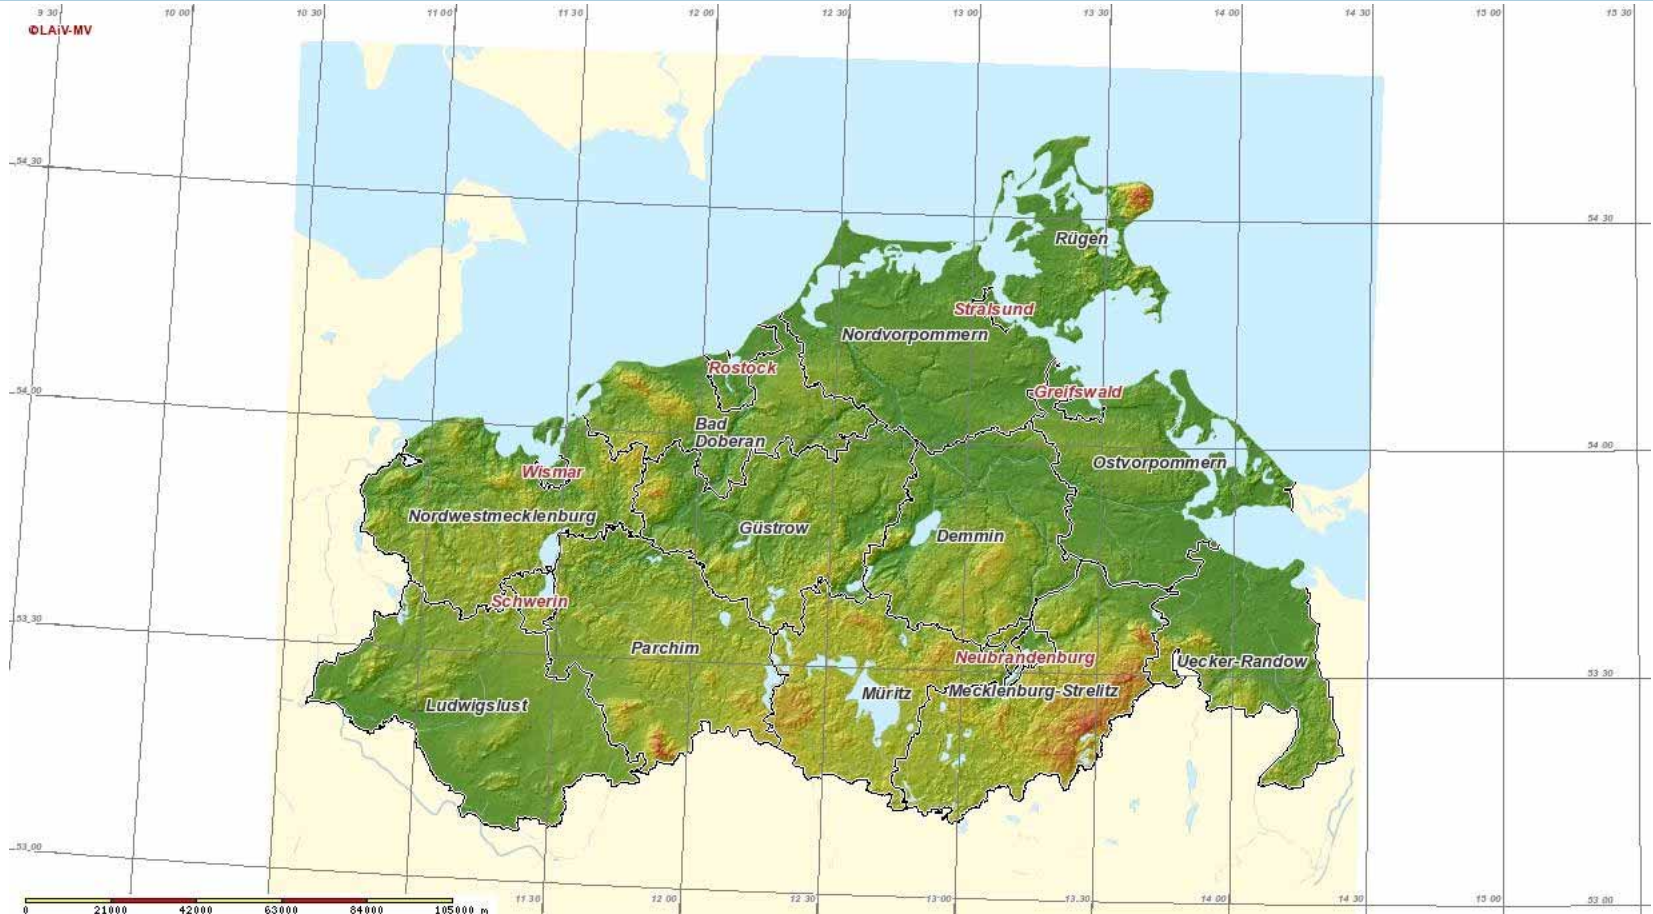 9 30 10 00 10 30 11 00 11 30 12 00 12 30 13 00 13 30 14 00 14 30 15 00 15 30
©LAiV-MV
54 30
54 30
Rügen
Stralsund
Nordvorpommern
Rostock
Greifswald
54 00
Bad
Doberan
54 00
Ostvorpommern
Wismar
Nordwestmecklenburg
Güstrow
Demmin
Schwerin
53 30
Parchim
Neubrandenburg
Uecker-Randow
53 30
Müritz
Mecklenburg-Strelitz
Ludwigslust
53 00
11 30 12 00 12 30 13 00 13 30 14 00 14 30 15 00 53 00
0 21000 42000 63000 84000 105000 m